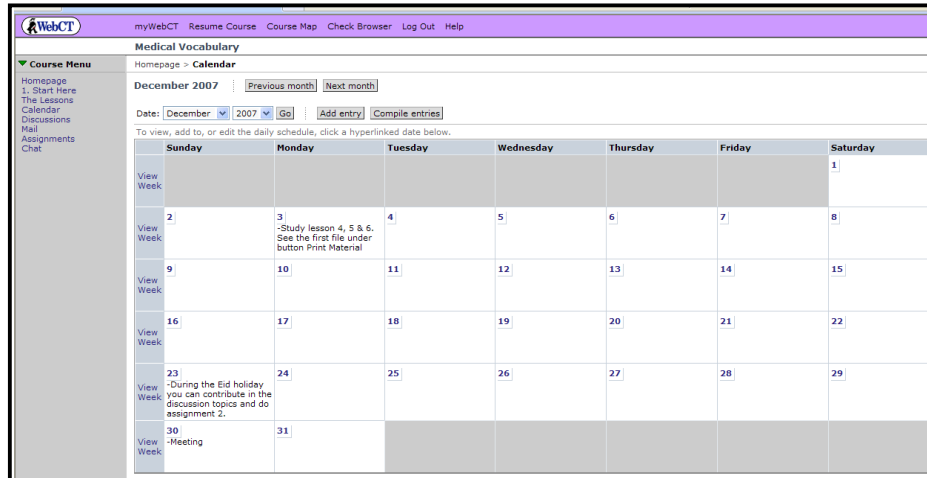 WebCT
myWebCT Resume Course Course Map Check Browser Log Out Help
Medical Vocabulary
Course Menu
Homepage > Calendar
Homepage
1. Start Here
The Lessons
Calendar
Discussions
Mail
Assignments
Chat
December 2007 Previous month Next month
Date: December 2007 Go Add entry Compile entries
To view, add to, or edit the daily schedule, click a hyperlinked date below.
Sunday Monday Tuesday Wednesday Thursday Friday Saturday
View
Week
1
View
Week
2
3
-Study lesson 4, 5 & 6.
See the first file under
button Print Material
4
5
6
7
8
View
Week
9
10
11
12
13
14
15
View
Week
16
17
18
19
20
21
22
View
Week
23
-During the Eid holiday
you can contribute in the
discussion topics and do
assignment 2.
24
25
26
27
28
29
View
Week
30
-Meeting
31